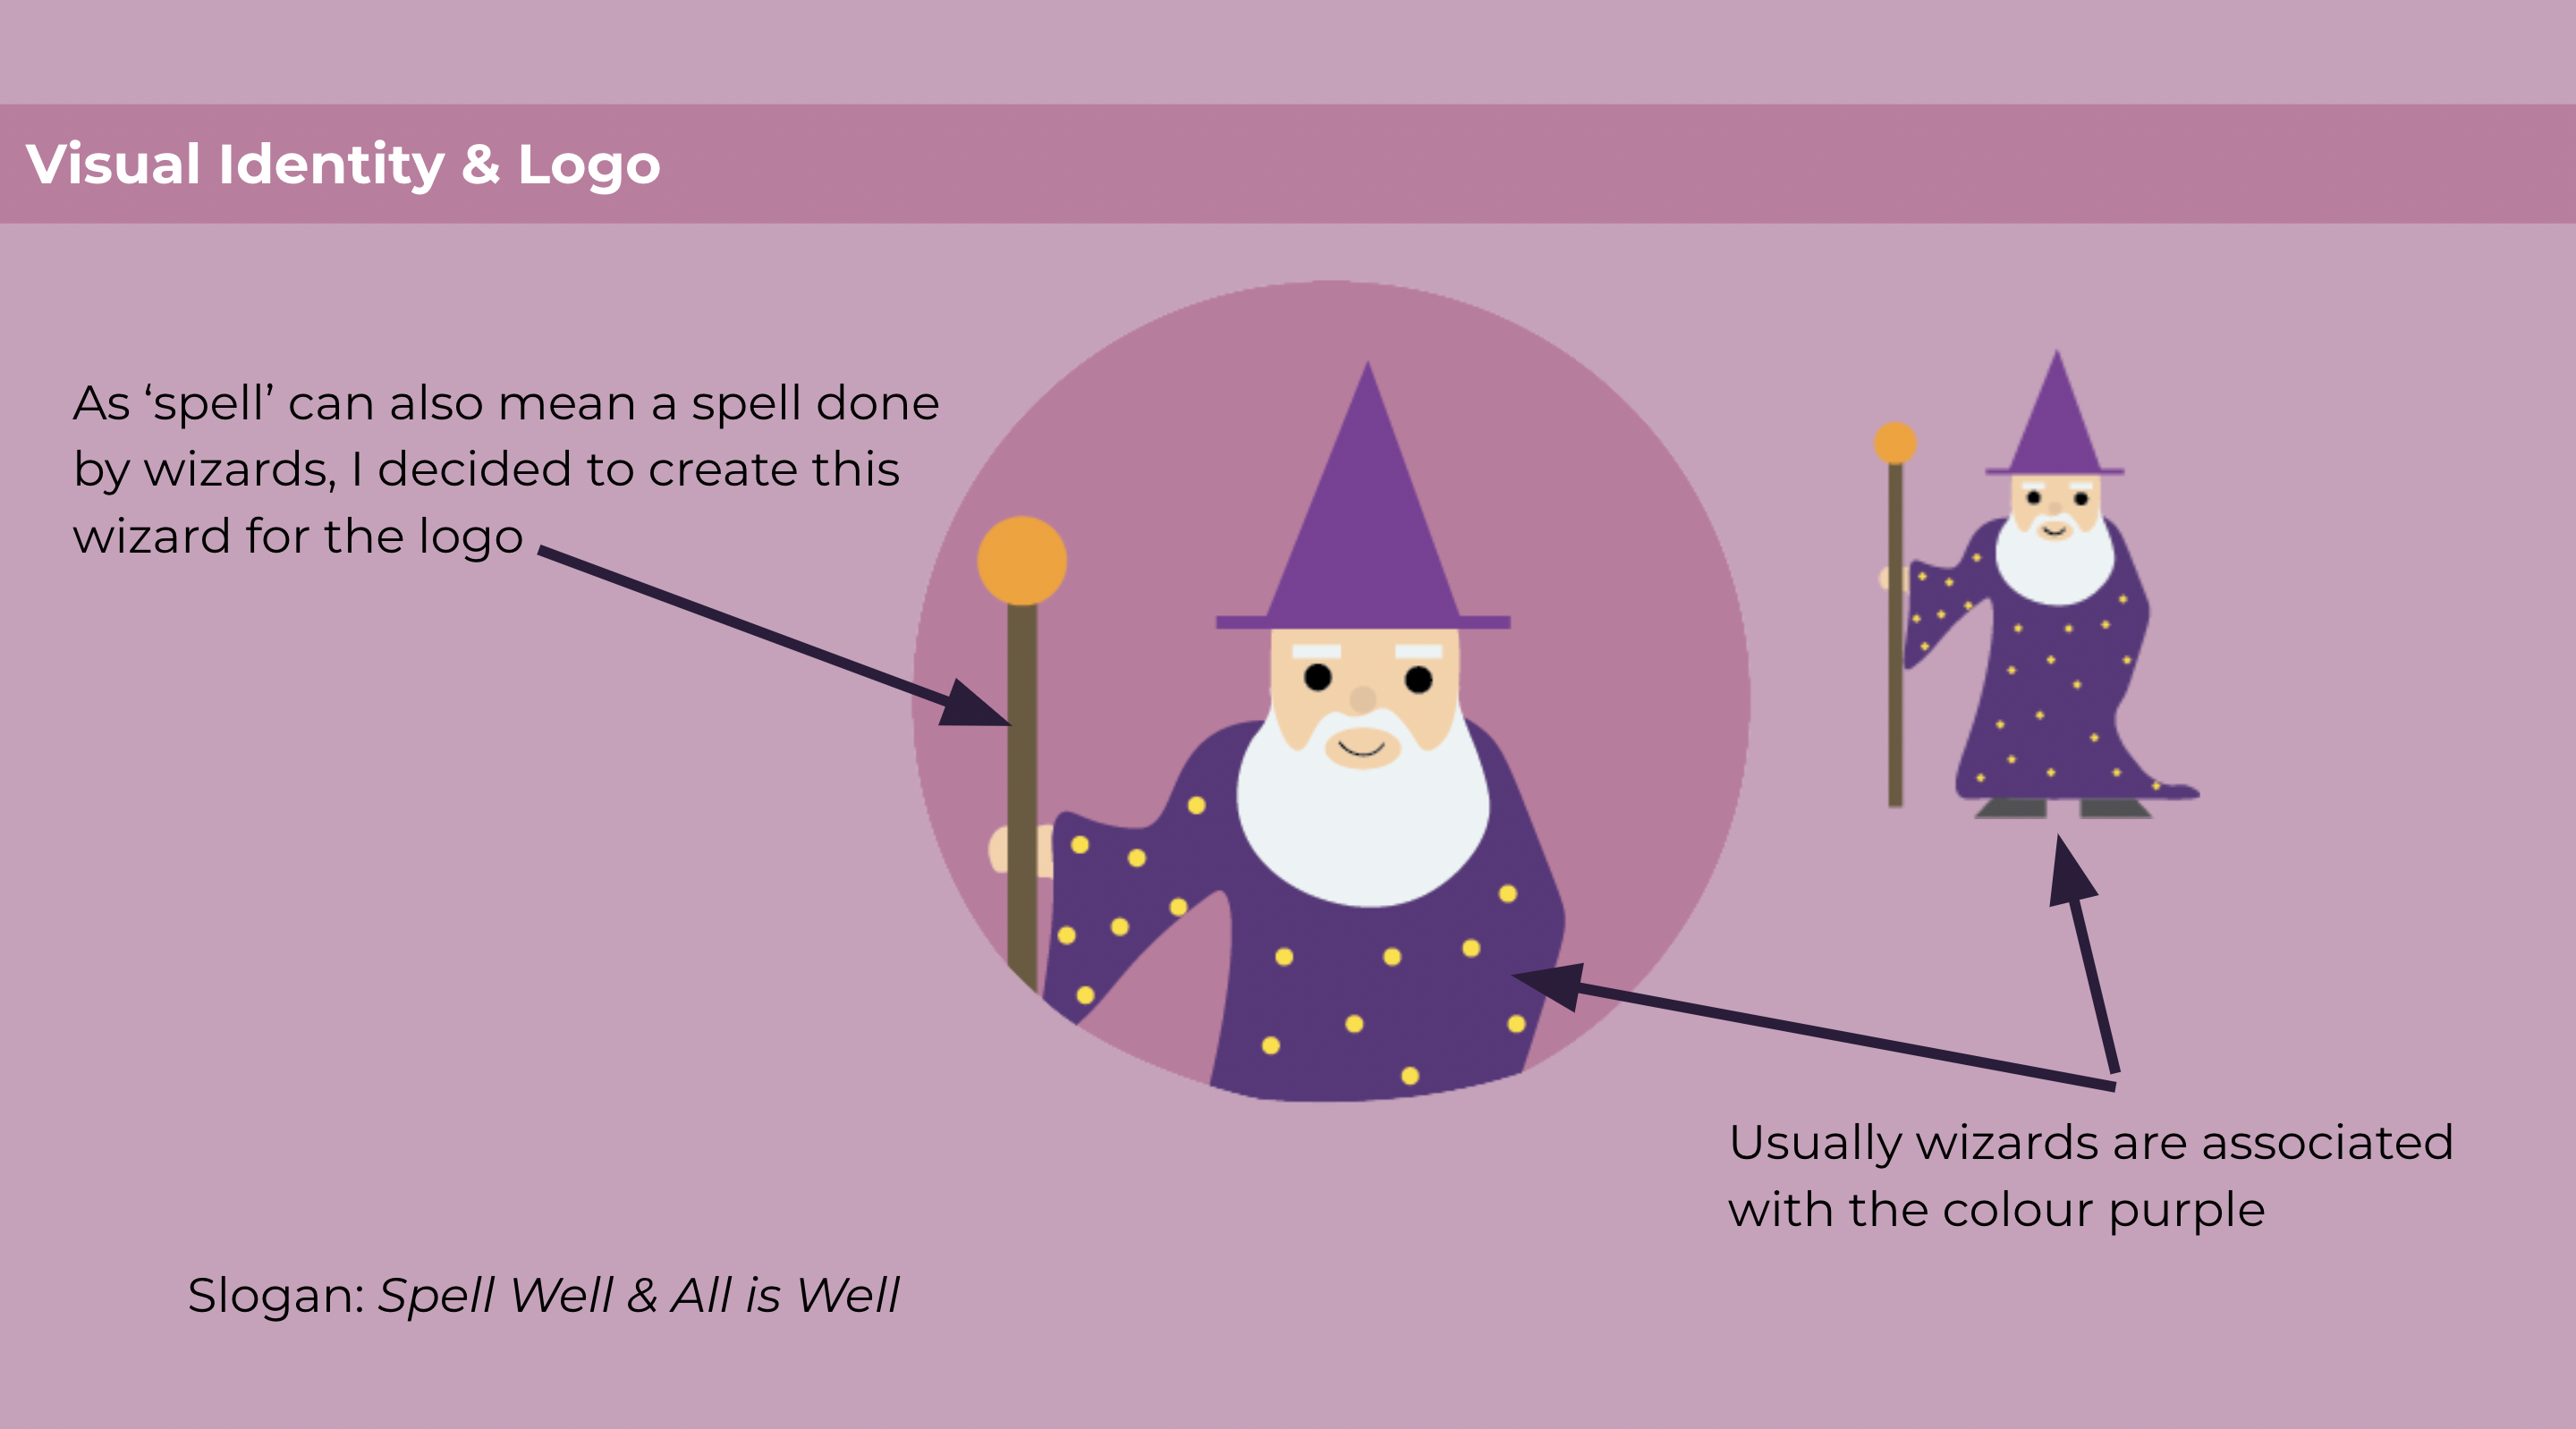 Visual Identity & Logo
As ‘spell’ can also mean a spell done
by wizards, I decided to create this
wizard for the logo
Usually wizards are associated
with the colour purple
Slogan: Spell Well & All is Well